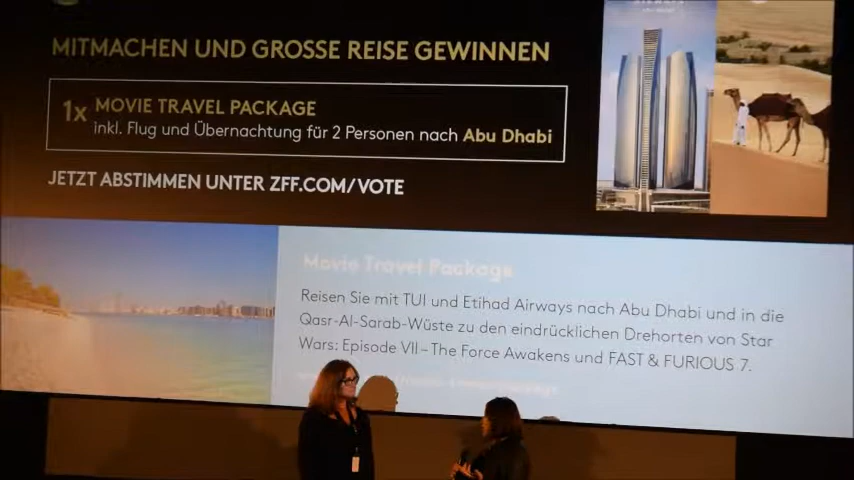 MITMACHEN UND GROSSE REISE GEWINNEN
1x MOVIE TRAVEL PACKAGE
inkl. Flug und Übernachtung für 2 Personen nach Abu Dhabi
JETZT ABSTIMMEN UNTER ZFF.COM/VOTE
Movie Travel Package
Reisen Sie mit TUI und Etihad Airways nach Abu Dhabi und in die
Qasr-Al-Sarab-Wüste zu den eindrücklichen Drehorten von Star
Wars: Episode VII – The Force Awakens und FAST & FURIOUS 7.